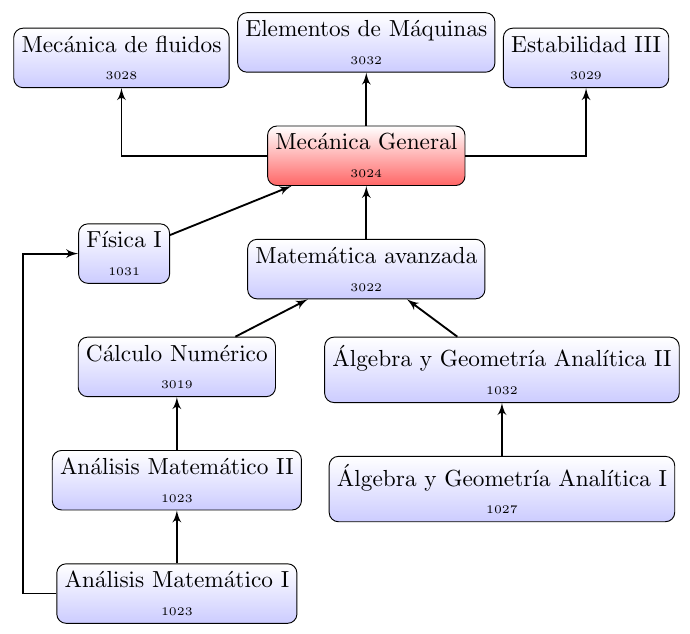 Mecánica de fluidos
3028
Elementos de Máquinas
3032
Estabilidad III
3029
Mecánica General
3024
Física I
1031
Matemática avanzada
3022
Cálculo Numérico
3019
Álgebra y Geometría Analítica II
1032
Análisis Matemático II
1023
Álgebra y Geometría Analítica I
1027
Análisis Matemático I
1023